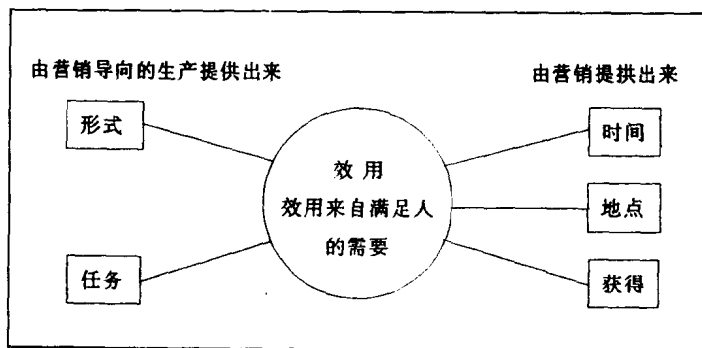 由营销导向的生产提供出来
由营销提拱出来
形式
时间
效用
效用来自满足人
的需要
地点
任务
获得